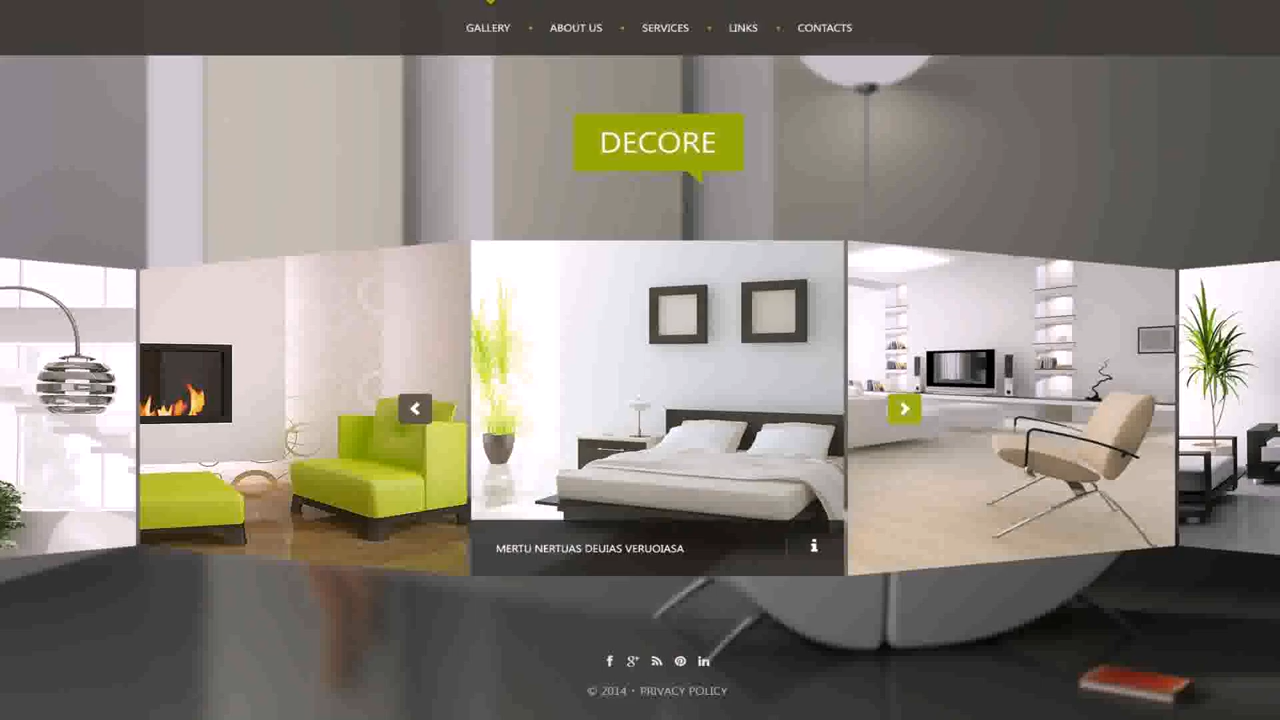 GALLERY • ABOUT US • SERVICES • LINKS • CONTACTS
DECORE
MERTU NERTUAS DEUIAS VERUOIASA
© 2014 • PRIVACY POLICY